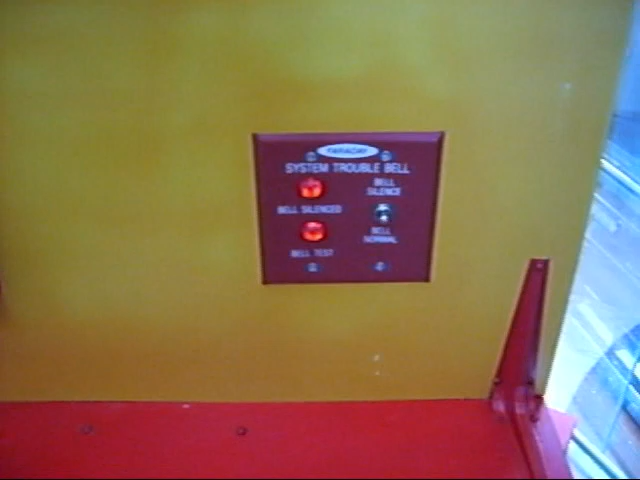 FARADAY
SYSTEM TROUBLE BELL
BELL
SILENCE
BELL SILENCED
BELL
NORMAL
BELL TEST